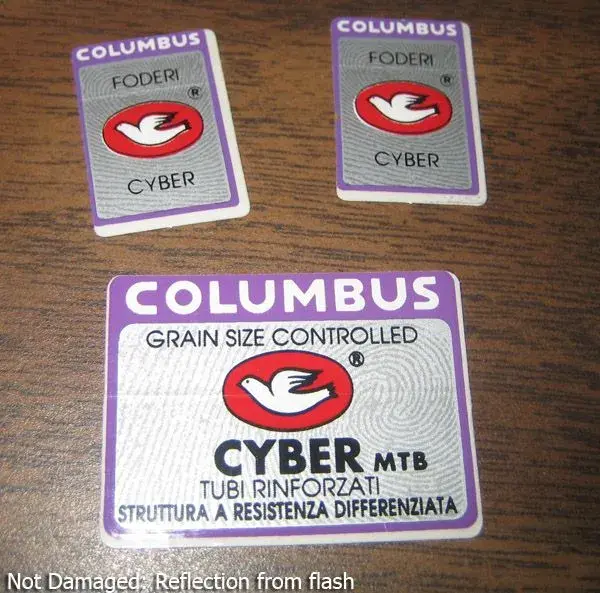 COLUMBUS
FODERI
®
CYBER
COLUMBUS
FODERI
®
CYBER
COLUMBUS
GRAIN SIZE CONTROLLED
®
CYBER MTB
TUBI RINFORZATI
STRUTTURA A RESISTENZA DIFFERENZIATA
Not Damaged: Reflection from flash